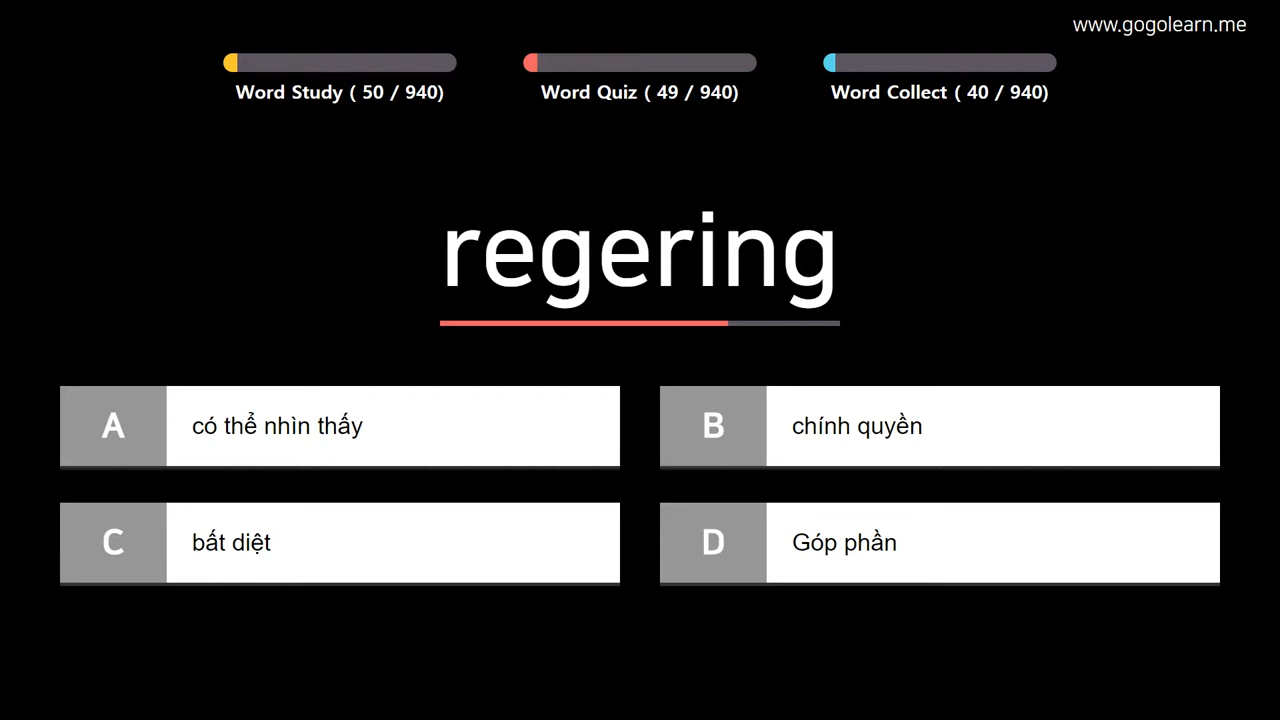 www.gogolearn.me
Word Study ( 50 / 940)
Word Quiz ( 49 / 940)
Word Collect ( 40 / 940)
regering
A có thể nhìn thấy
B chính quyền
C bất diệt
D Góp phần